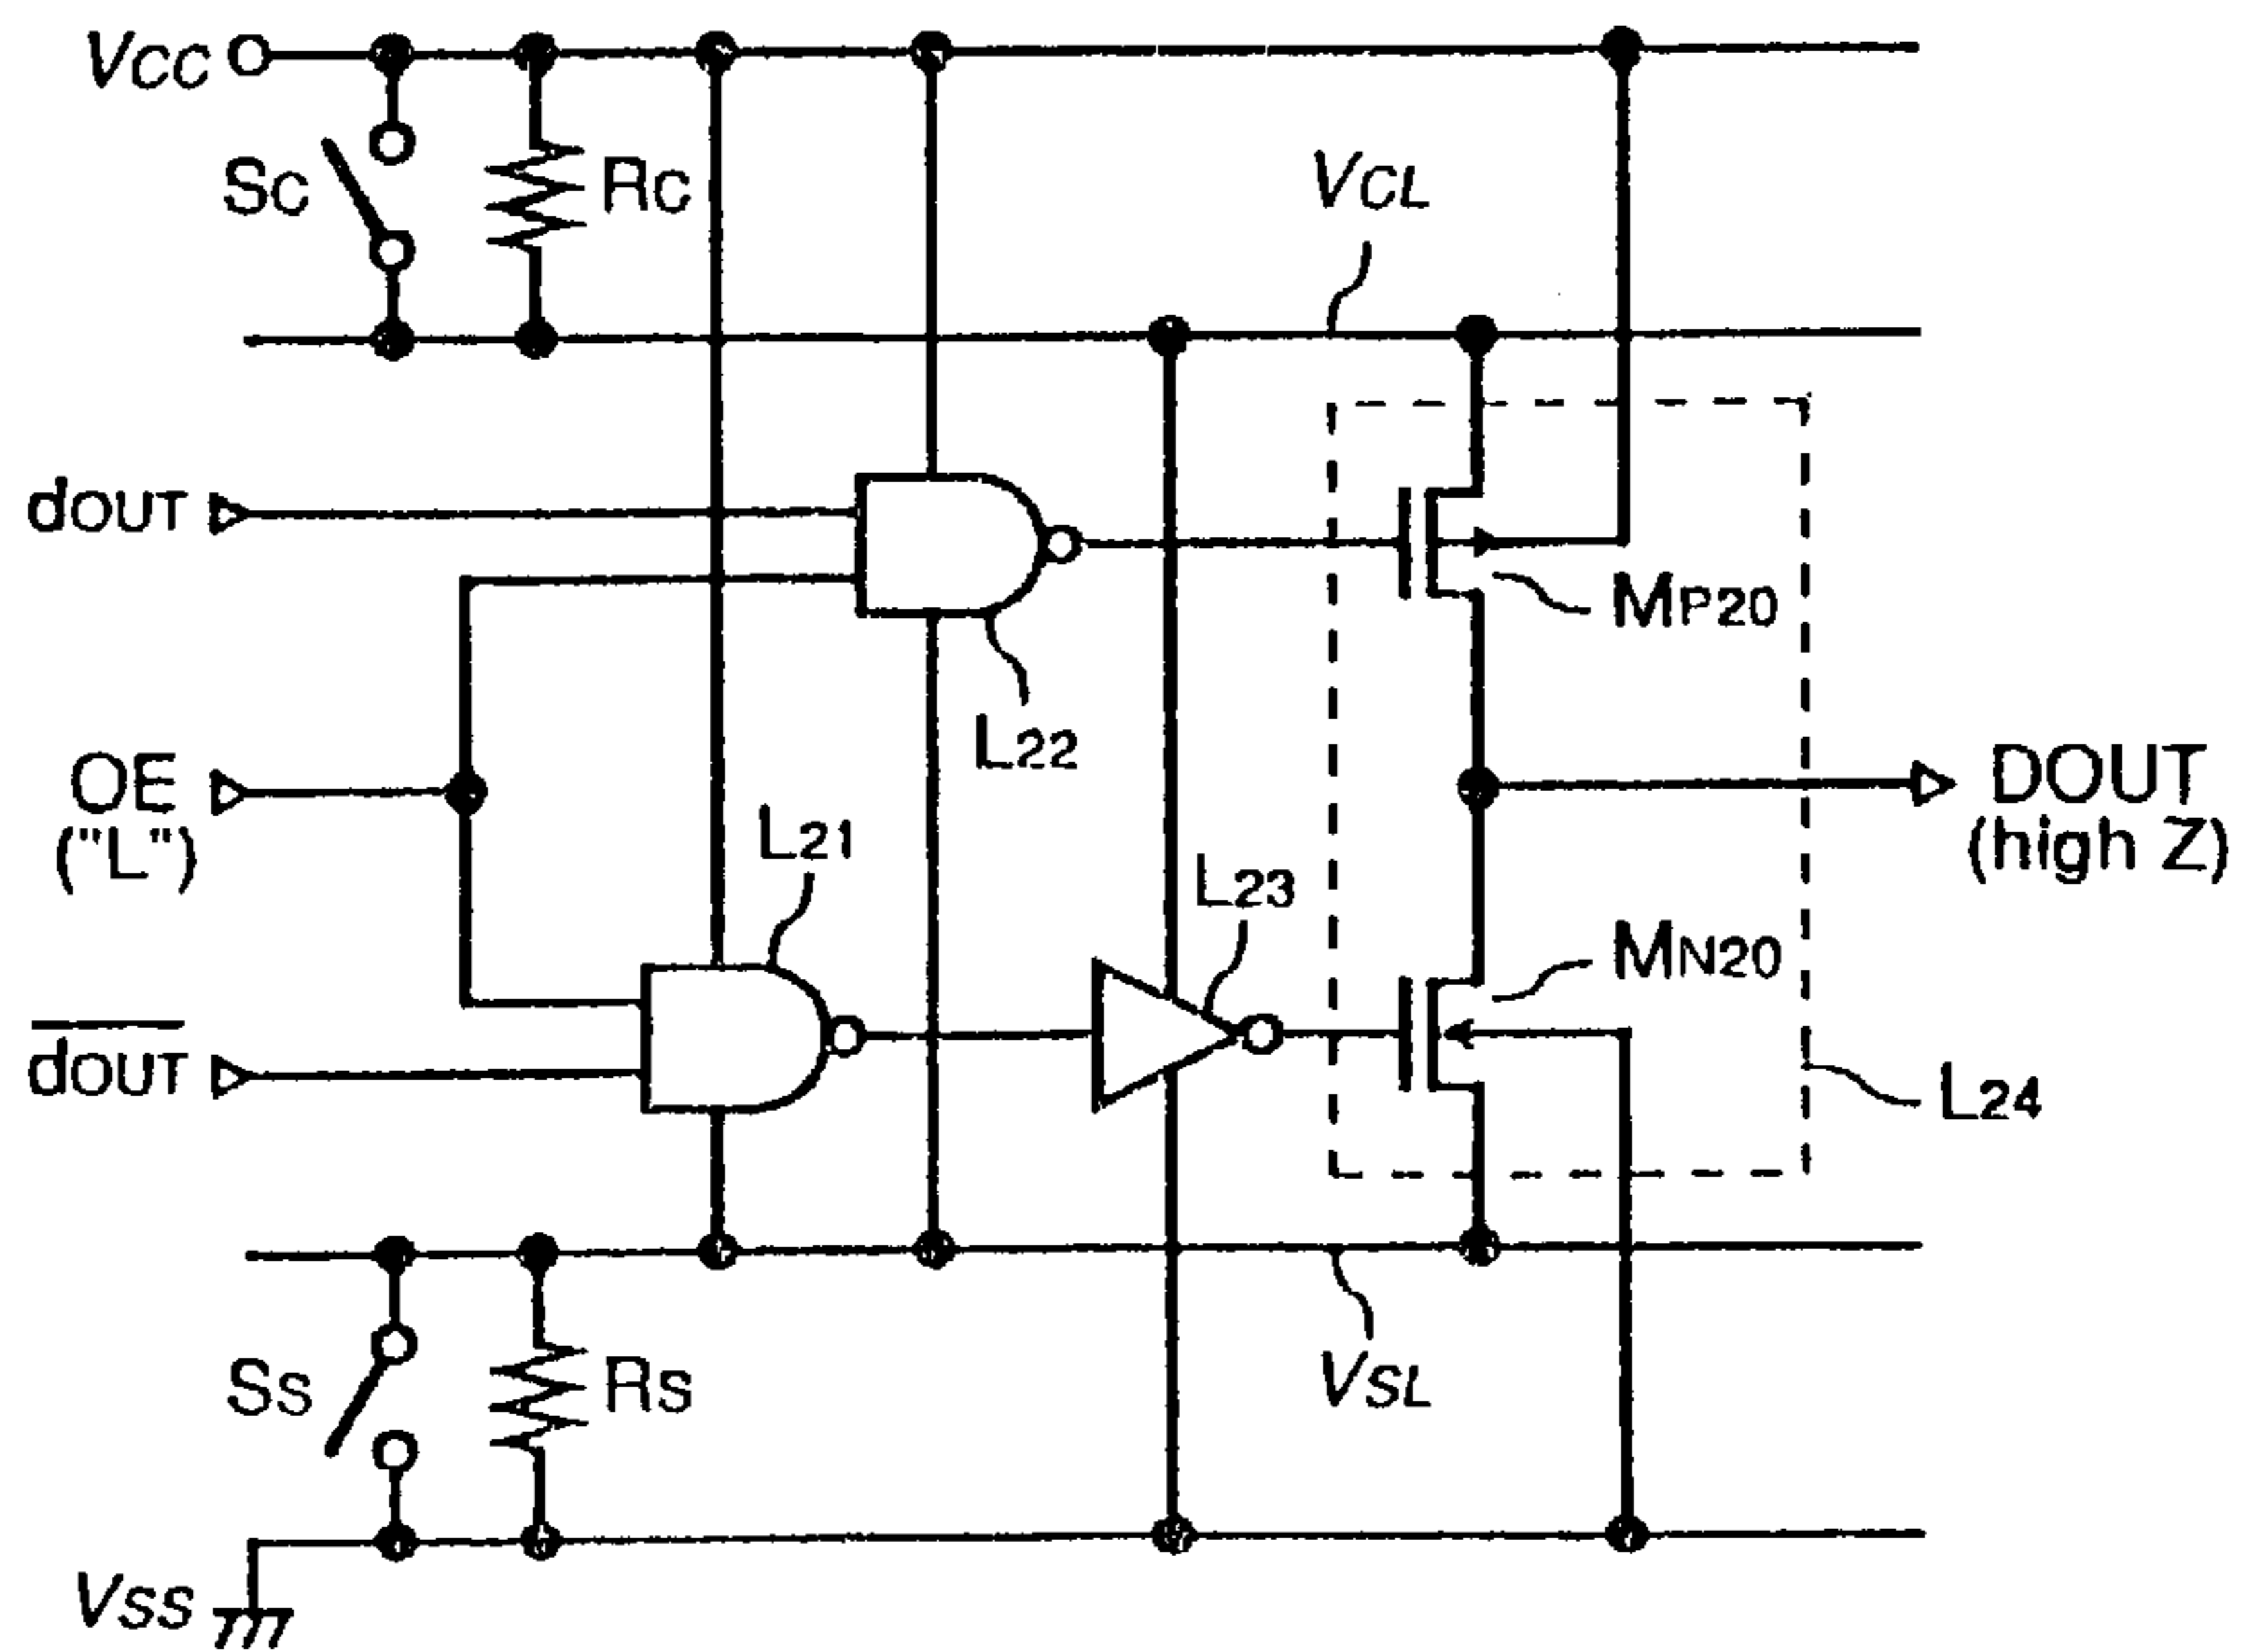 VCC
SC
RC
VCL
dOUT
MP20
L22
OE
("L")
DOUT
(high Z)
L21
L23
MN20
dOUT
L24
SS
RS
VSL
VSS